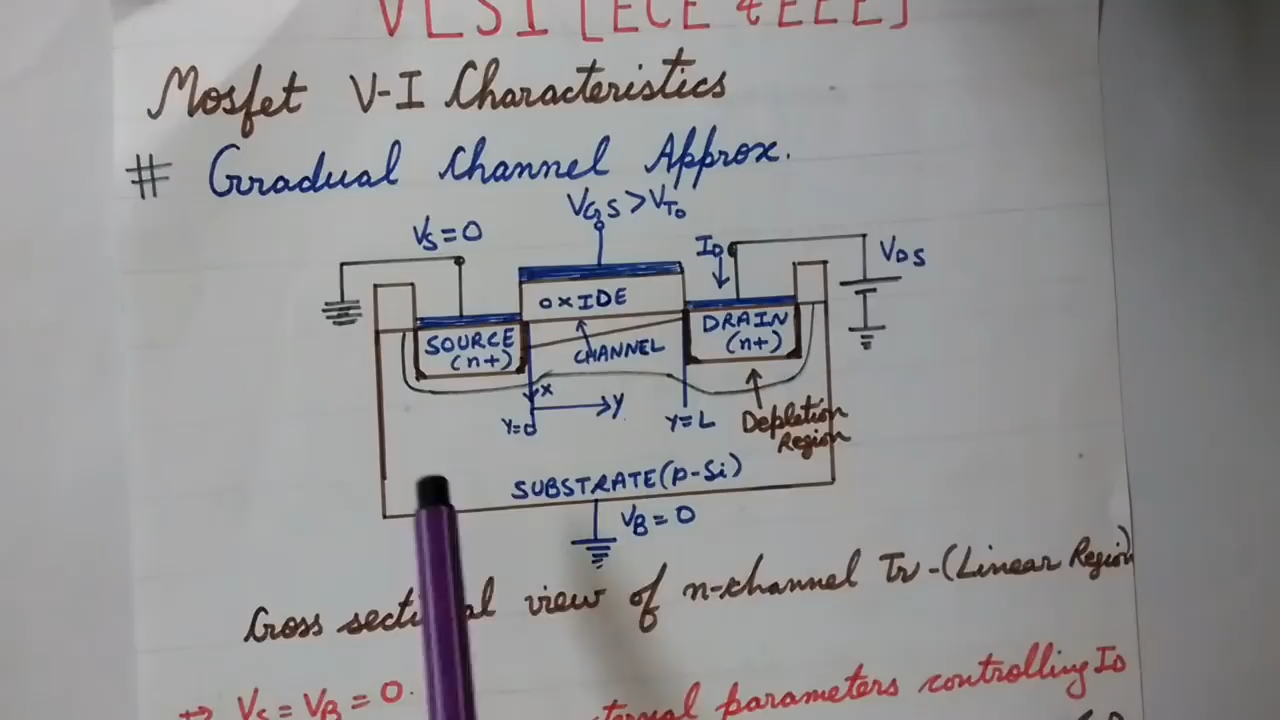 VLSI [ECE & EEE]
Mosfet V-I Characteristics
# Gradual Channel Approx.
VGS > VT0
VS = 0
ID
VDS
OXIDE
SOURCE
(n+)
CHANNEL
DRAIN
(n+)
X
Y
Y=0
Y=L
Depletion
Region
SUBSTRATE (p-Si)
VB = 0
Cross sectional view of n-channel Tr - (Linear Region)
⇒ VS = VB = 0.
parameters controlling ID